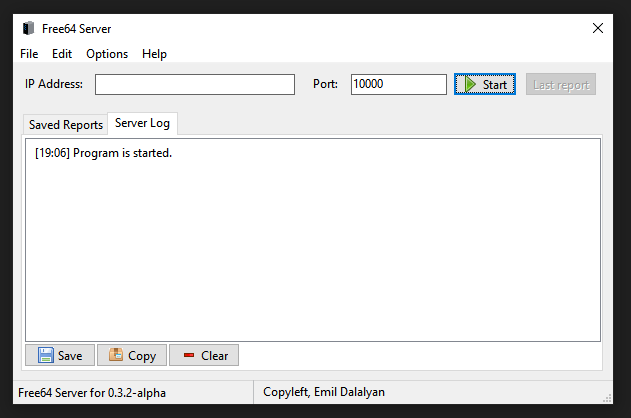 Free64 Server
File Edit Options Help
IP Address: Port: 10000 Start Last report
Saved Reports Server Log
[19:06] Program is started.
Save Copy Clear
Free64 Server for 0.3.2-alpha Copyleft, Emil Dalalyan